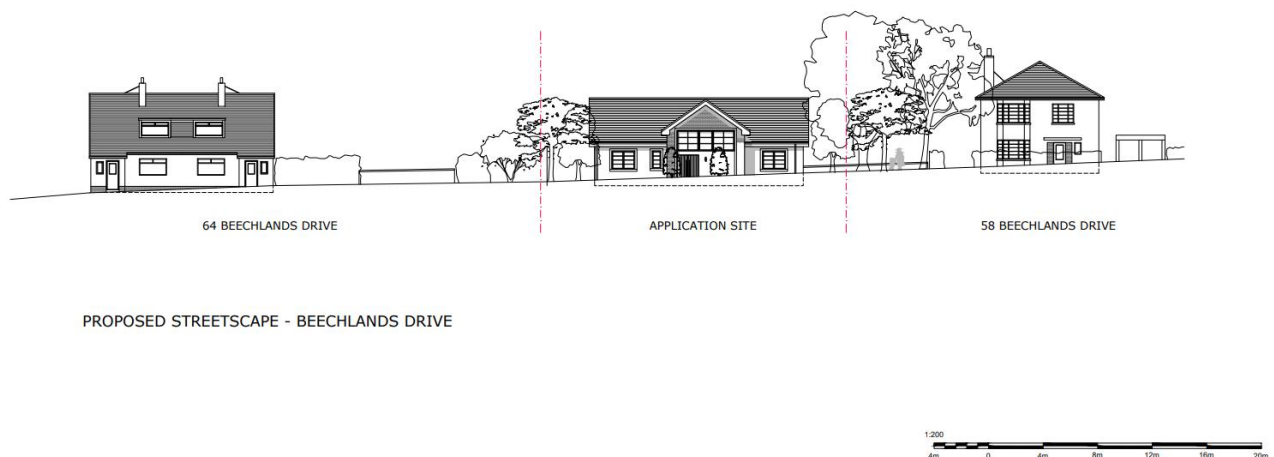 64 BEECHLANDS DRIVE APPLICATION SITE 58 BEECHLANDS DRIVE
PROPOSED STREETSCAPE - BEECHLANDS DRIVE
1:200
4m 0 4m 8m 12m 16m 20m